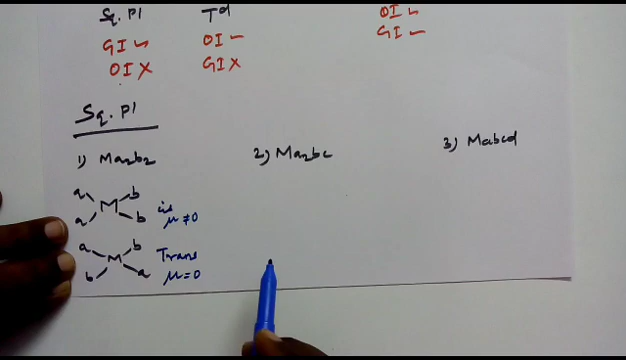 Sq. Pl Td OI ✓
GI ✓ OI ✓ GI ✓
OI X GI X
Sq. Pl
1) Ma₂b₂ 2) Ma₂bc 3) Mabcd
a b
M
a b cis μ≠0
a b
M Trans
b a μ=0